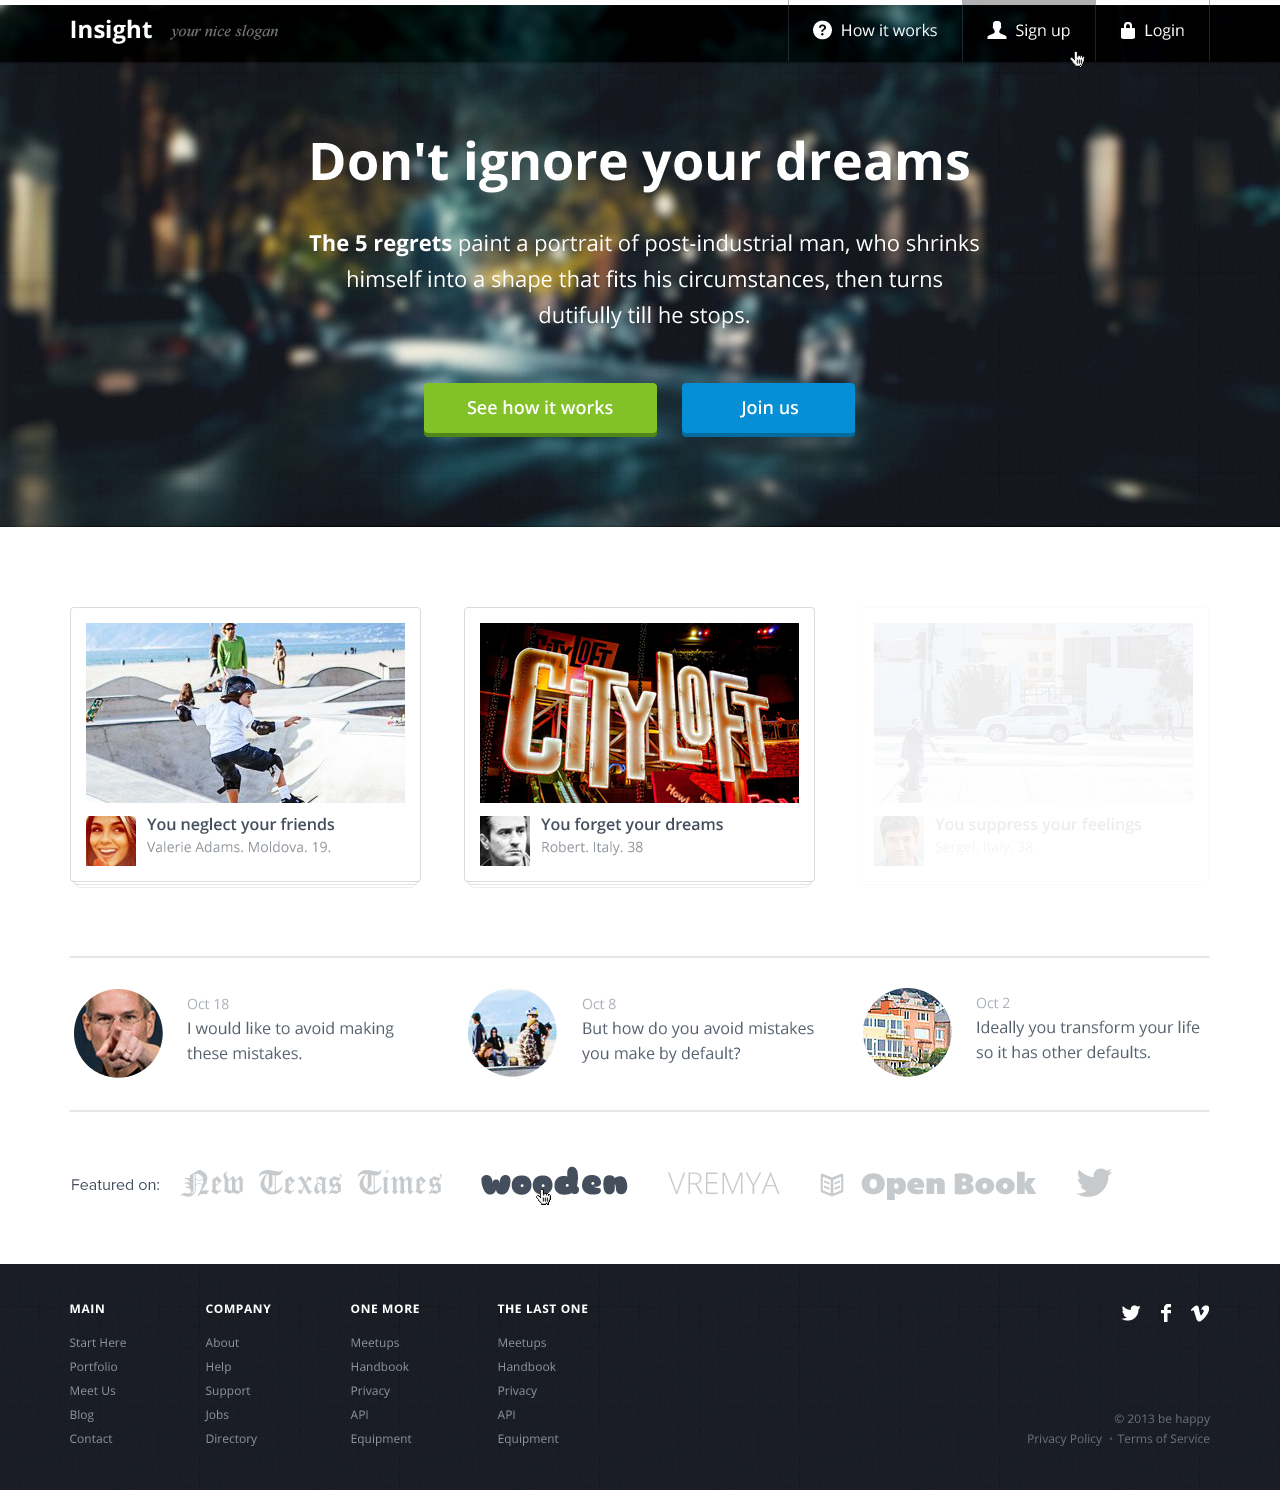 Insight your nice slogan How it works Sign up Login
Don't ignore your dreams
The 5 regrets paint a portrait of post-industrial man, who shrinks
himself into a shape that fits his circumstances, then turns
dutifully till he stops.
See how it works Join us
CITY LOFT
CITYLOFT
Howl
You neglect your friends
Valerie Adams. Moldova. 19.
You forget your dreams
Robert. Italy. 38
You suppress your feelings
Sergei. Italy. 38
Oct 18
I would like to avoid making
these mistakes.
Oct 8
But how do you avoid mistakes
you make by default?
Oct 2
Ideally you transform your life
so it has other defaults.
Featured on: New Texas Times wooden VREMYA Open Book
MAIN
Start Here
Portfolio
Meet Us
Blog
Contact
COMPANY
About
Help
Support
Jobs
Directory
ONE MORE
Meetups
Handbook
Privacy
API
Equipment
THE LAST ONE
Meetups
Handbook
Privacy
API
Equipment
© 2013 be happy
Privacy Policy · Terms of Service